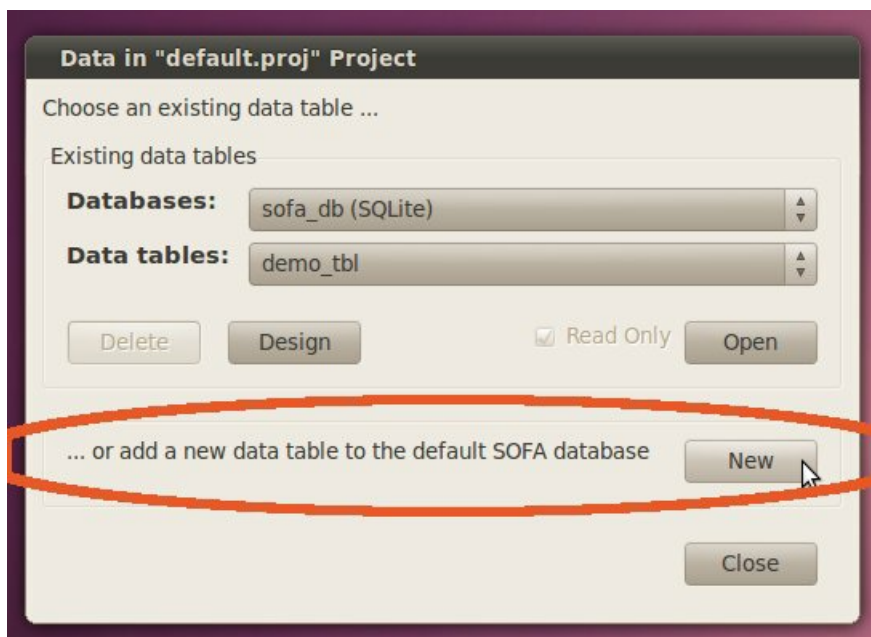 Data in "default.proj" Project
Choose an existing data table ...
Existing data tables
Databases: sofa_db (SQLite)
Data tables: demo_tbl
Delete Design Read Only Open
... or add a new data table to the default SOFA database New
Close